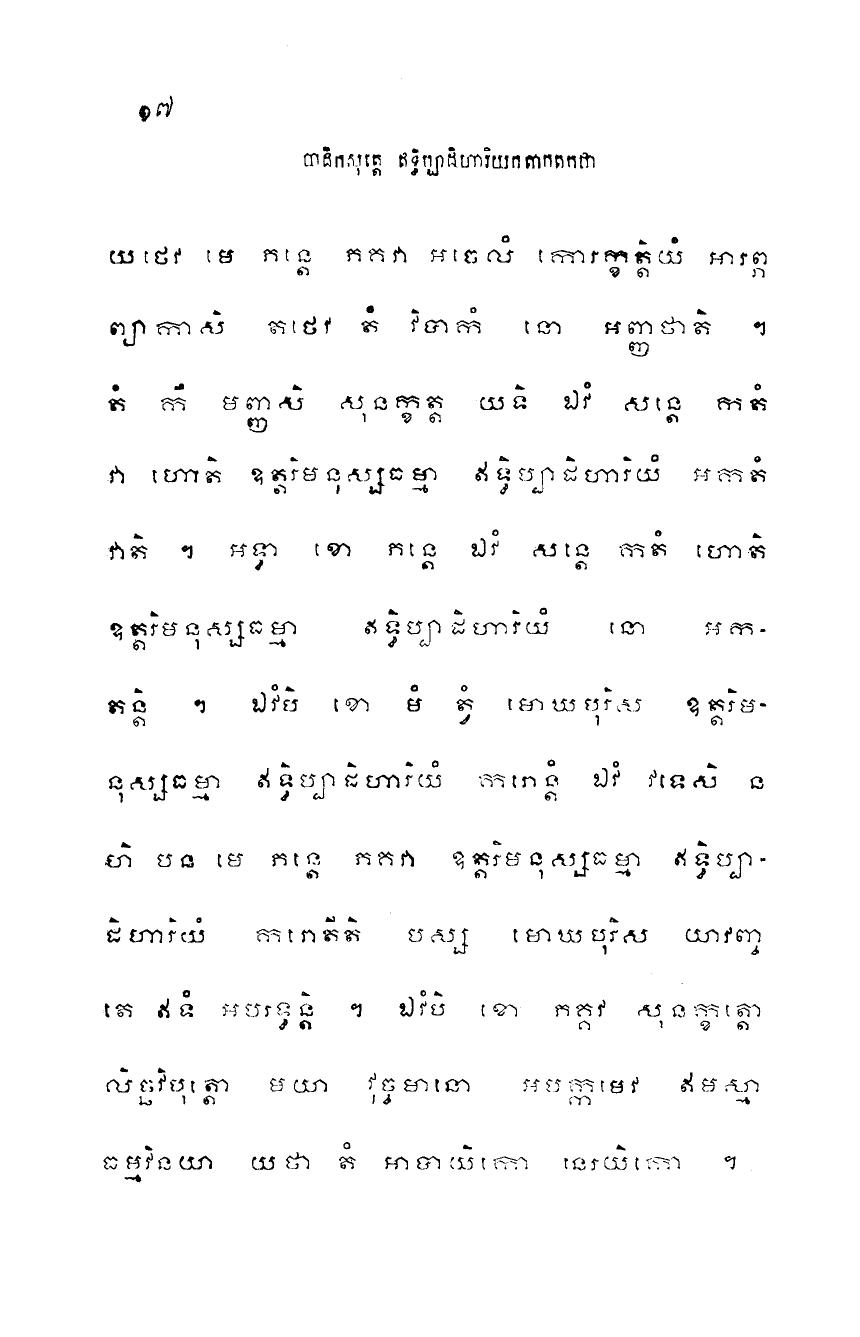 ១៧
បាដិកសុត្តេ ឥទ្ធិប្បាដិហារិយកតាកតកថា
យថេវ មេ ភន្តេ ភគវា អចេលំ កោរក្ខត្តិយំ អារព្ភ
ព្យាកាសិ តថេវ តំ វិបាកំ នោ អញ្ញថាតិ ។
តំ កឹ មញ្ញសិ សុនក្ខត្ត យទិ ឯវំ សន្តេ កតំ
វា ហោតិ ឧត្តរិមនុស្សធម្មា ឥទ្ធិប្បាដិហារិយំ អកតំ
វាតិ ។ អទ្ធា ខោ ភន្តេ ឯវំ សន្តេ កតំ ហោតិ
ឧត្តរិមនុស្សធម្មា ឥទ្ធិប្បាដិហារិយំ នោ អក-
តន្តិ ។ ឯវំបិ ខោ មំ ត្វំ មោឃបុរិស ឧត្តរិម-
នុស្សធម្មា ឥទ្ធិប្បាដិហារិយំ ករោន្តំ ឯវំ វទេសិ ន
ហិ បន មេ ភន្តេ ភគវា ឧត្តរិមនុស្សធម្មា ឥទ្ធិប្បា-
ដិហារិយំ ករោតីតិ បស្ស មោឃបុរិស យាវញ្ច
តេ ឥទំ អបរទ្ធន្តិ ។ ឯវំបិ ខោ ភគ្គវ សុនក្ខត្តោ
លិច្ឆវិបុត្តោ មយា វុច្ចមានោ អបក្កមេវ ឥមស្មា
ធម្មវិនយា យថា តំ អាបាយិកោ នេរយិកោ ។